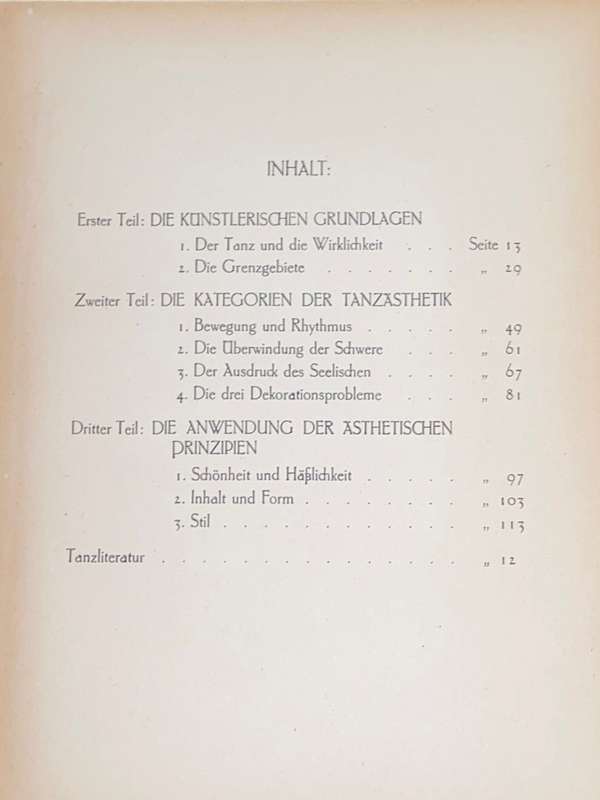 INHALT:
Erster Teil: DIE KÜNSTLERISCHEN GRUNDLAGEN
1. Der Tanz und die Wirklichkeit . . . Seite 13
2. Die Grenzgebiete . . . . . . . „ 29
Zweiter Teil: DIE KATEGORIEN DER TANZÄSTHETIK
1. Bewegung und Rhythmus . . . . . „ 49
2. Die Überwindung der Schwere . . . „ 61
3. Der Ausdruck des Seelischen . . . . „ 67
4. Die drei Dekorationsprobleme . . . „ 81
Dritter Teil: DIE ANWENDUNG DER ÄSTHETISCHEN
PRINZIPIEN
1. Schönheit und Häßlichkeit . . . . . „ 97
2. Inhalt und Form . . . . . . . . „ 103
3. Stil . . . . . . . . . . . . „ 113
Tanzliteratur . . . . . . . . . . . . . . . „ 12